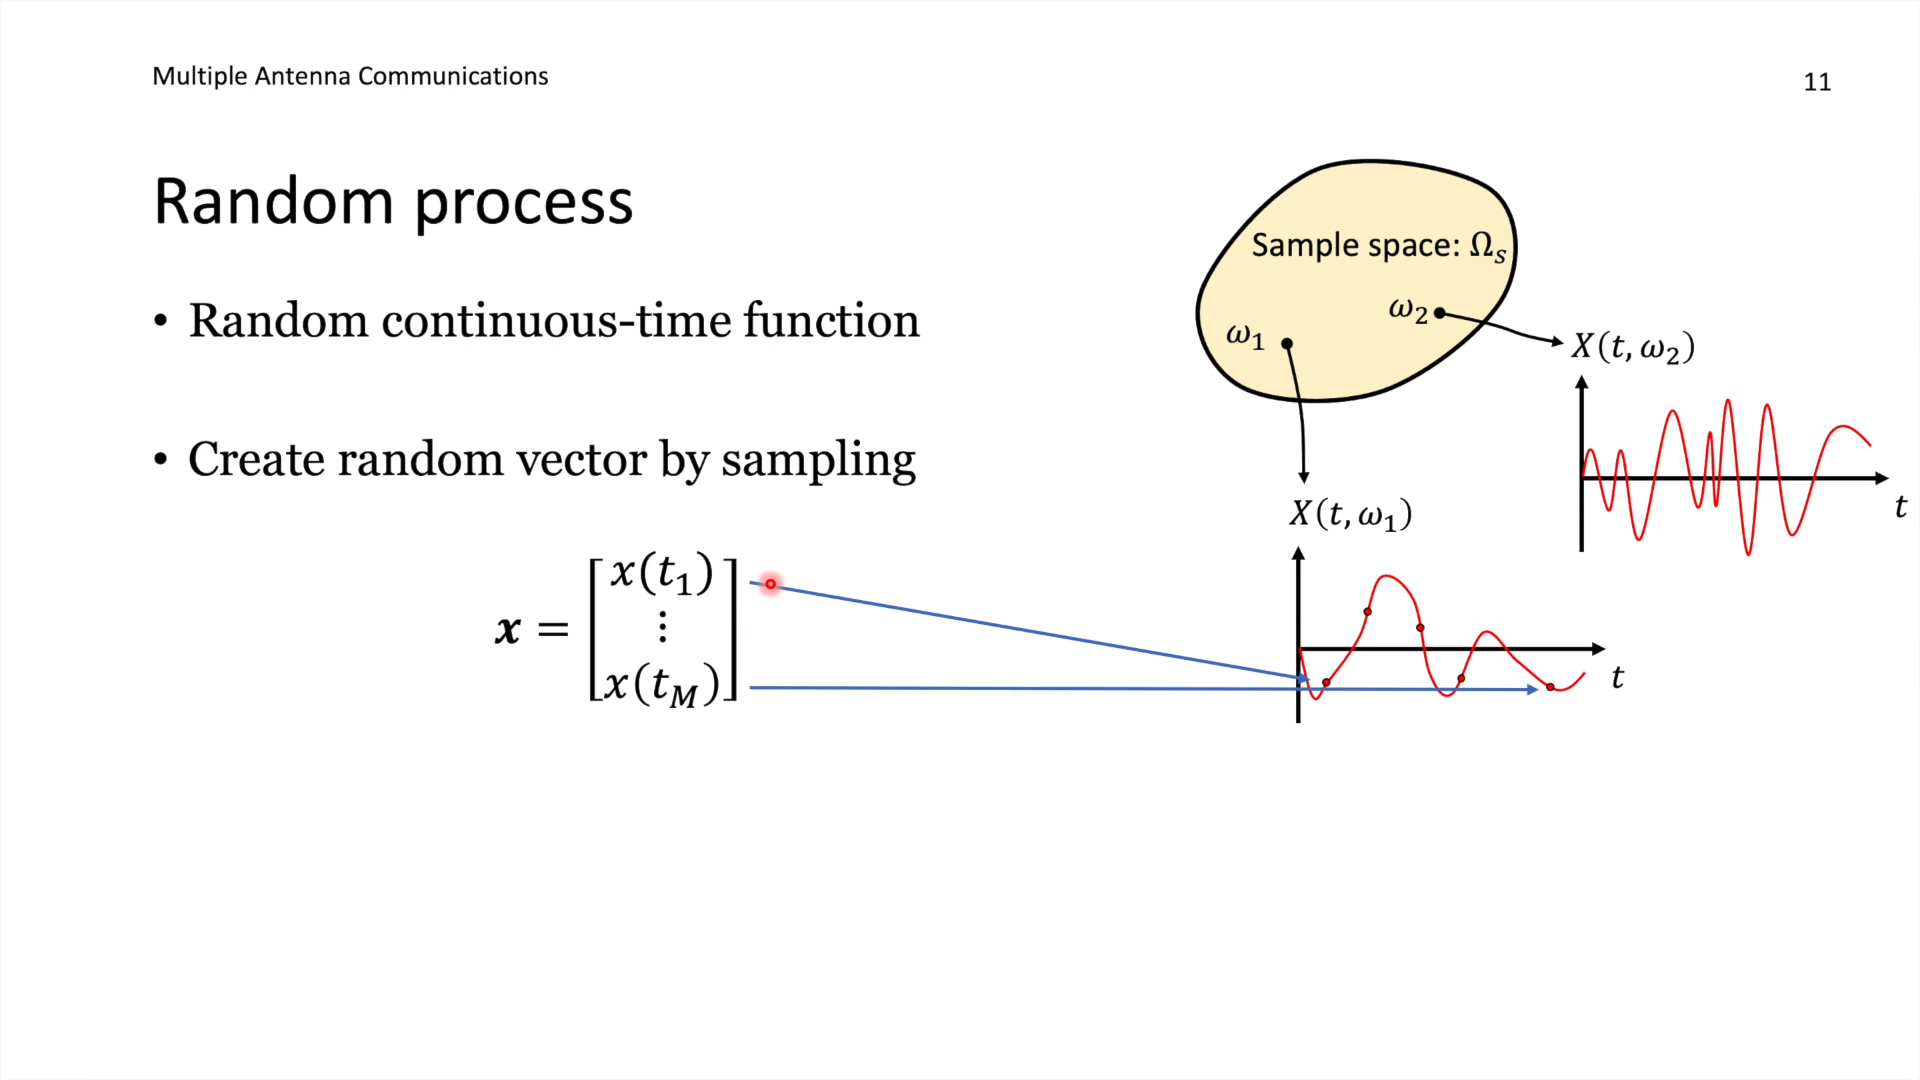 Multiple Antenna Communications
11
Random process
• Random continuous-time function
• Create random vector by sampling
x = [x(t₁) ⋮ x(t_M)]
Sample space: Ωₛ
ω₁
ω₂
X(t, ω₂)
t
X(t, ω₁)
t